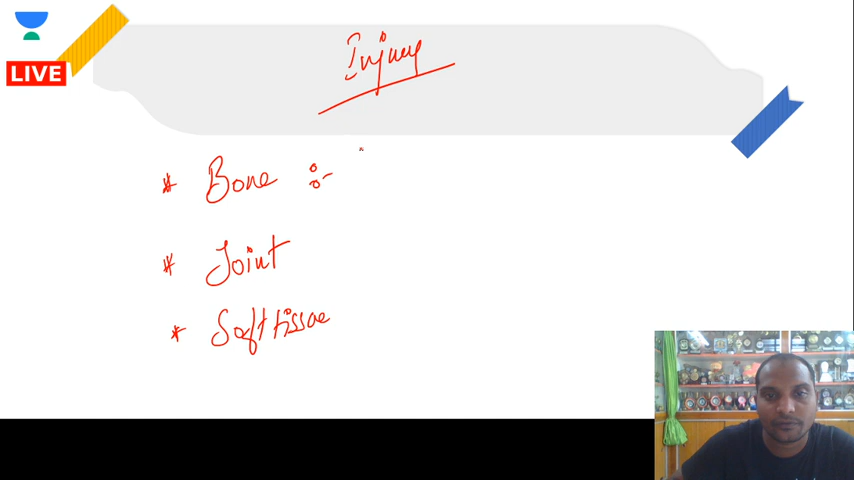 LIVE
Injury
* Bone :-
* Joint
* Soft tissue